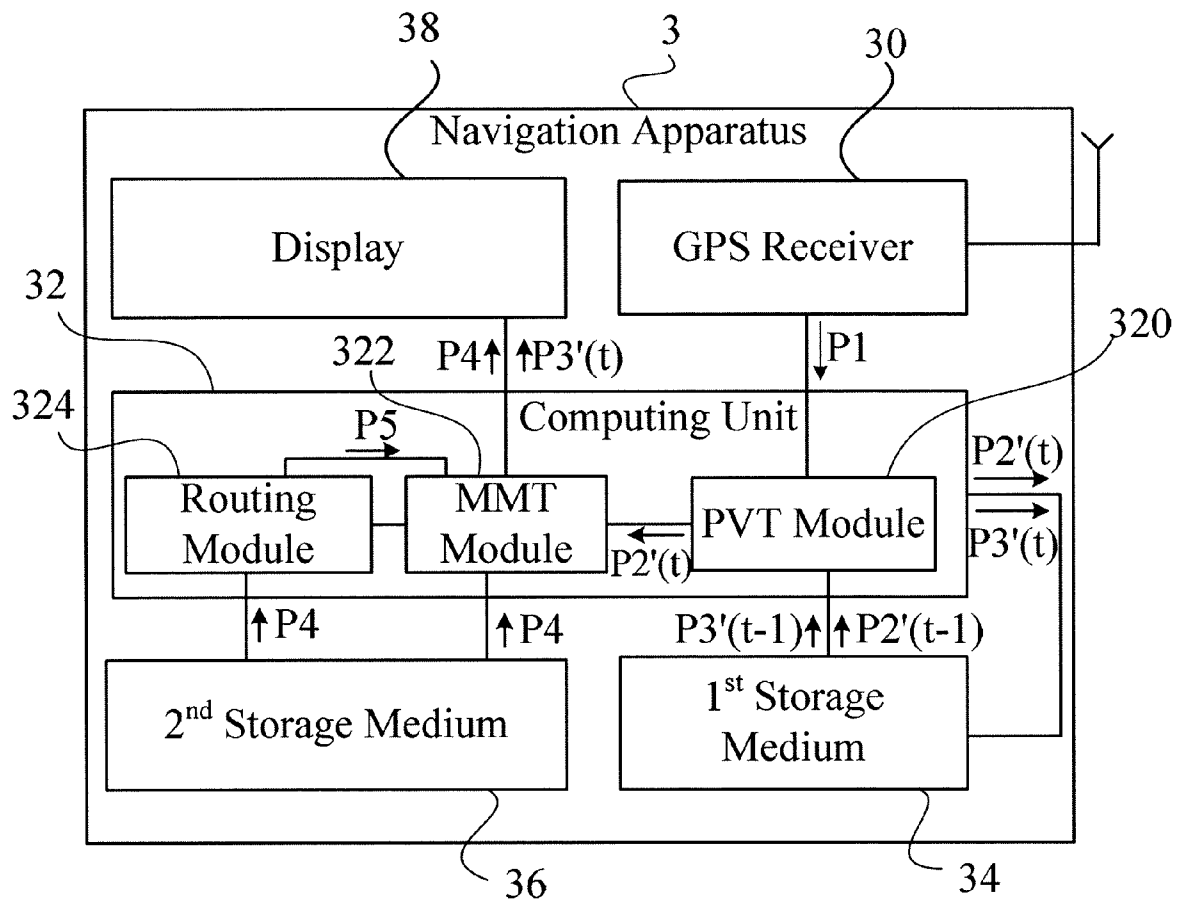 38
3
30
Navigation Apparatus
Display
GPS Receiver
32
322
320
P4
P3'(t)
P1
324
Computing Unit
P5
P2'(t)
Routing
Module
MMT
Module
PVT Module
P3'(t)
P2'(t)
P4
P4
P3'(t-1)
P2'(t-1)
2nd Storage Medium
1st Storage
Medium
36
34